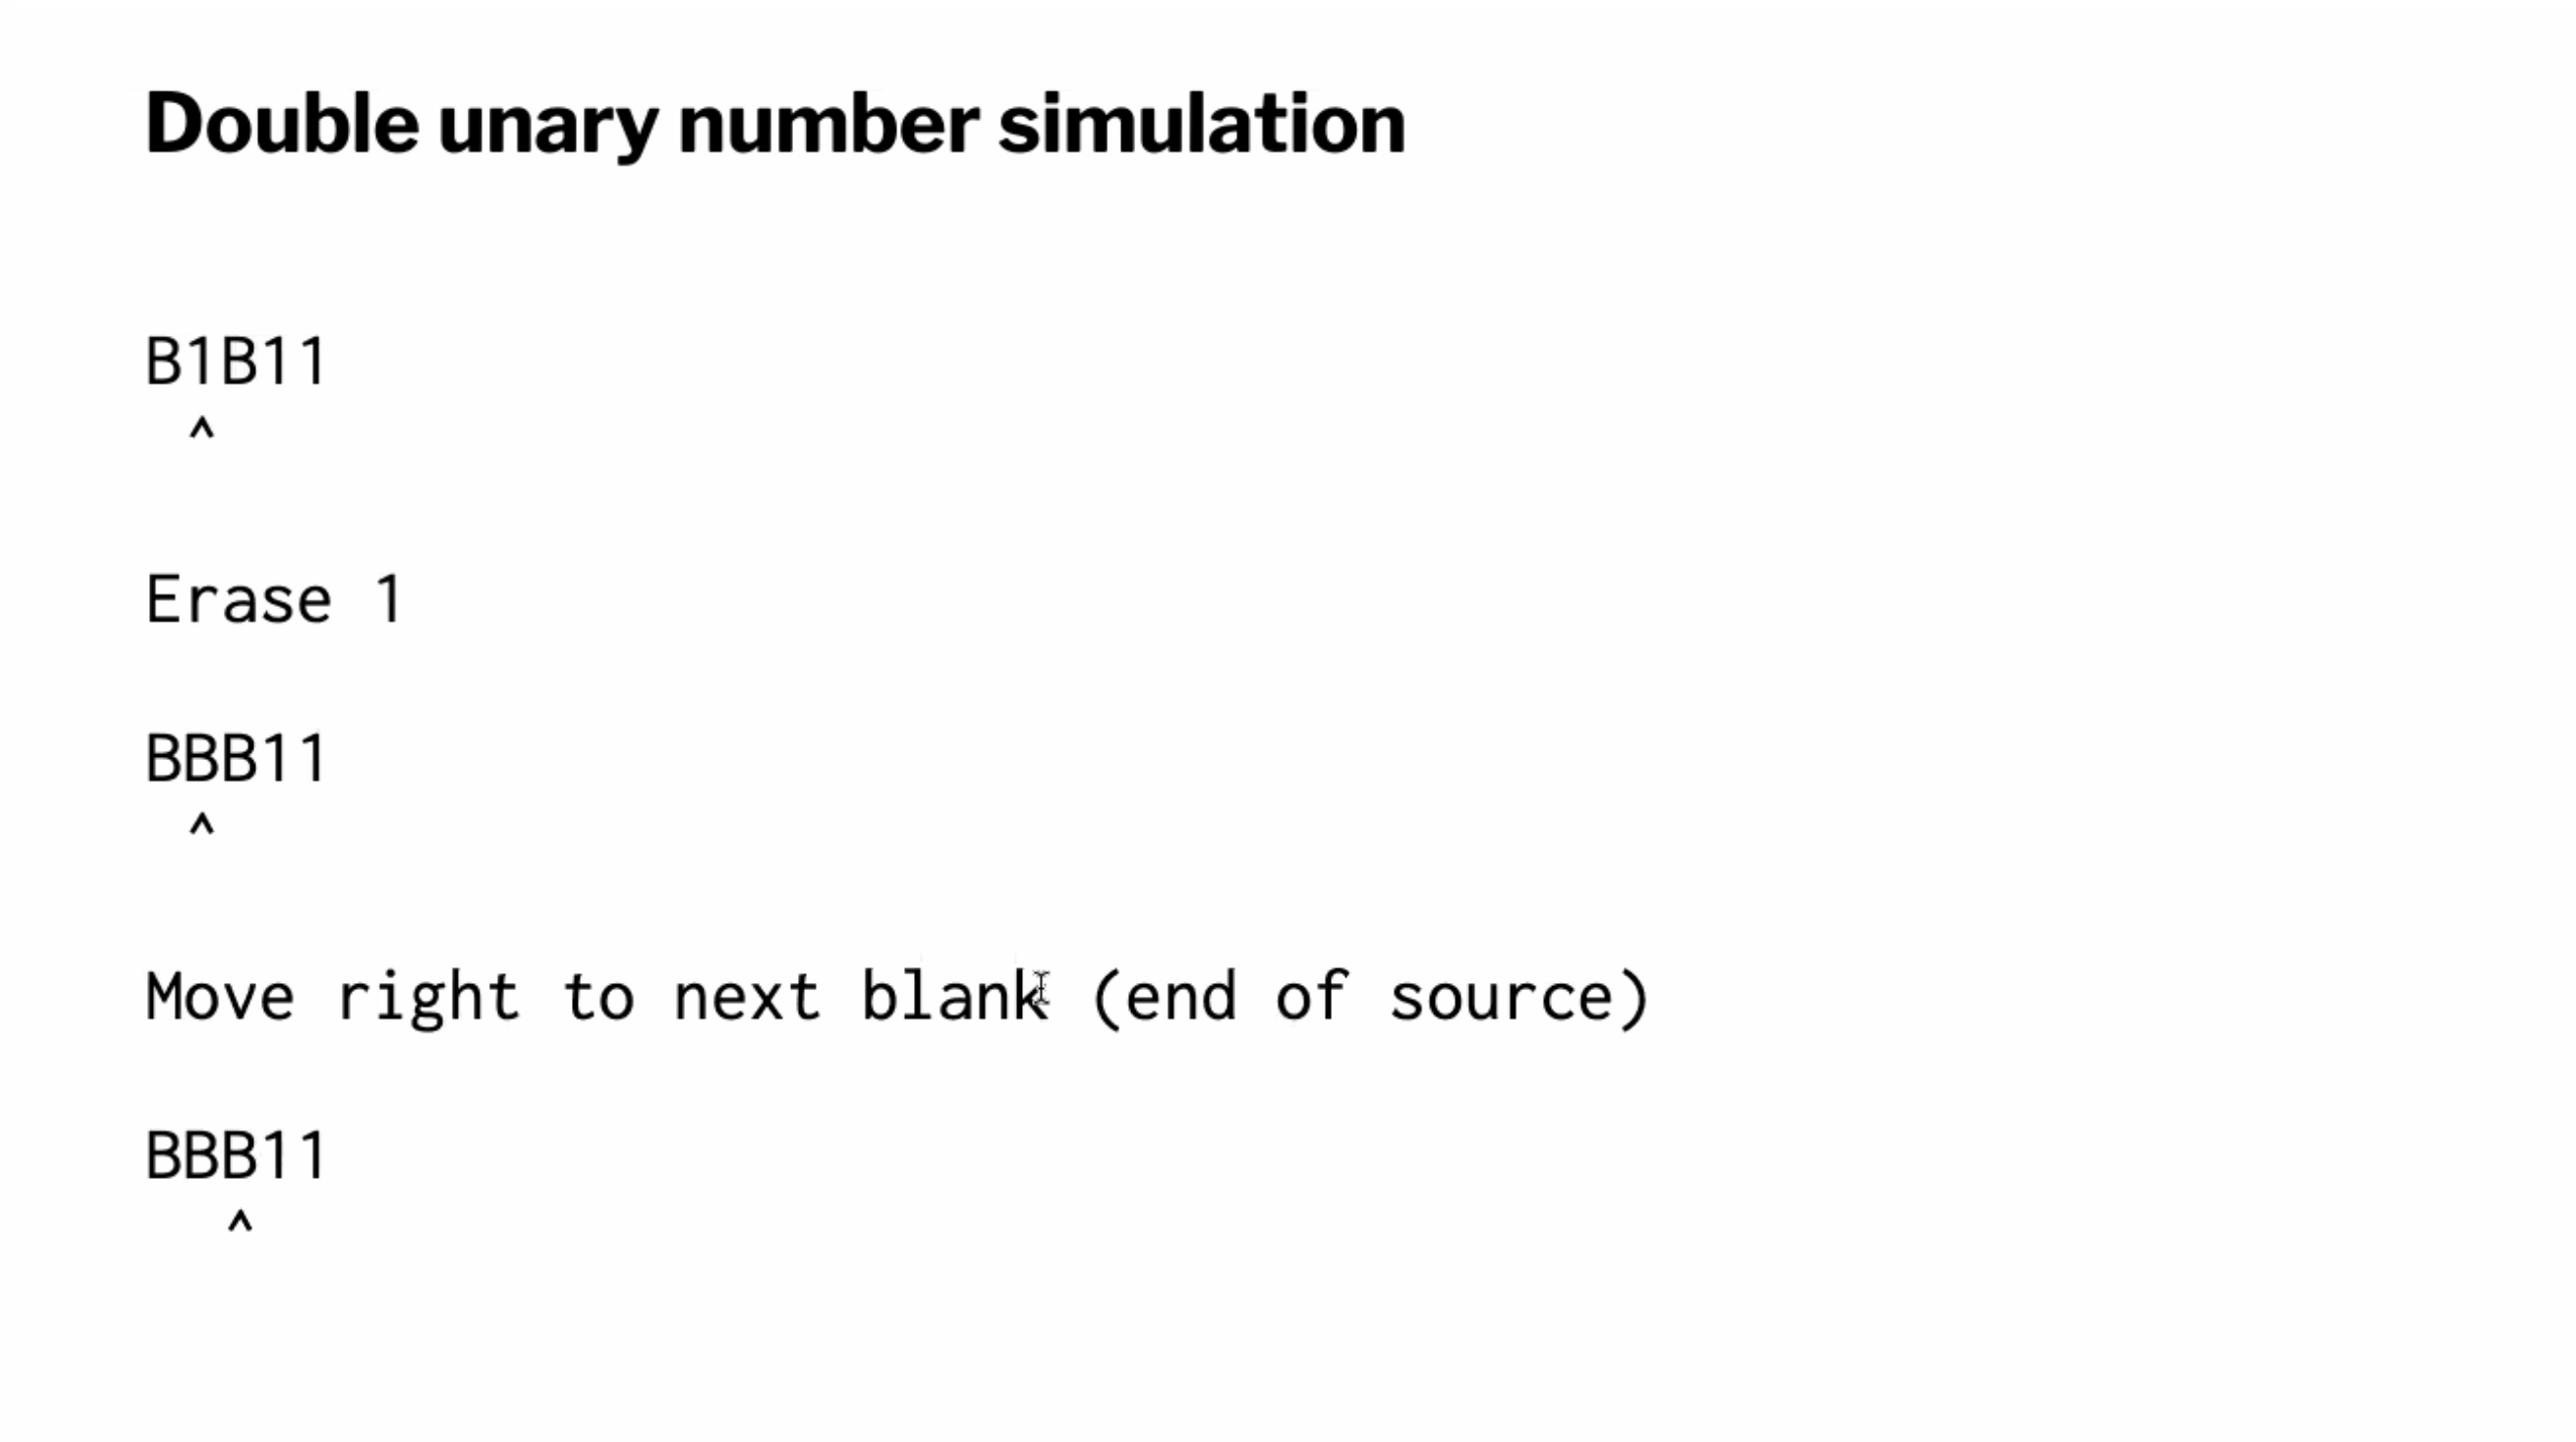 Double unary number simulation
B1B11
^
Erase 1
BBB11
^
Move right to next blank (end of source)
BBB11
^